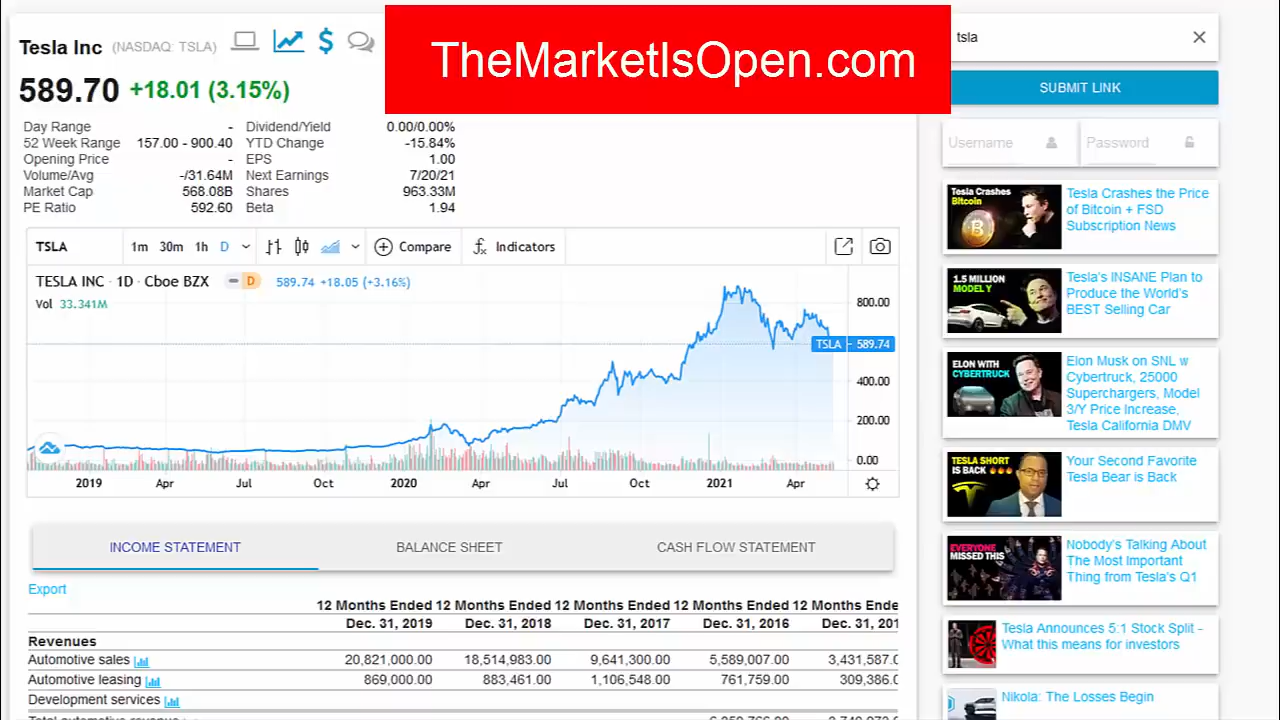 Tesla Inc (NASDAQ: TSLA)
TheMarketIsOpen.com
589.70 +18.01 (3.15%)
Day Range - Dividend/Yield 0.00/0.00%
52 Week Range 157.00 - 900.40 YTD Change -15.84%
Opening Price - EPS 1.00
Volume/Avg -/31.64M Next Earnings 7/20/21
Market Cap 568.08B Shares 963.33M
PE Ratio 592.60 Beta 1.94
TSLA 1m 30m 1h D Compare Indicators
TESLA INC · 1D · Cboe BZX D 589.74 +18.05 (+3.16%)
Vol 33.341M
800.00
TSLA 589.74
400.00
200.00
0.00
2019 Apr Jul Oct 2020 Apr Jul Oct 2021 Apr
INCOME STATEMENT BALANCE SHEET CASH FLOW STATEMENT
Export
12 Months Ended 12 Months Ended 12 Months Ended 12 Months Ended 12 Months Ende
Dec. 31, 2019 Dec. 31, 2018 Dec. 31, 2017 Dec. 31, 2016 Dec. 31, 201
Revenues
Automotive sales 20,821,000.00 18,514,983.00 9,641,300.00 5,589,007.00 3,431,587.0
Automotive leasing 869,000.00 883,461.00 1,106,548.00 761,759.00 309,386.0
Development services
tsla
SUBMIT LINK
Username Password
Tesla Crashes
Bitcoin
Tesla Crashes the Price
of Bitcoin + FSD
Subscription News
1.5 MILLION
MODEL Y
Tesla's INSANE Plan to
Produce the World's
BEST Selling Car
ELON WITH
CYBERTRUCK
Elon Musk on SNL w
Cybertruck, 25000
Superchargers, Model
3/Y Price Increase,
Tesla California DMV
TESLA SHORT
IS BACK
Your Second Favorite
Tesla Bear is Back
EVERYONE
MISSED THIS
Nobody's Talking About
The Most Important
Thing from Tesla's Q1
Tesla Announces 5:1 Stock Split -
What this means for investors
Nikola: The Losses Begin